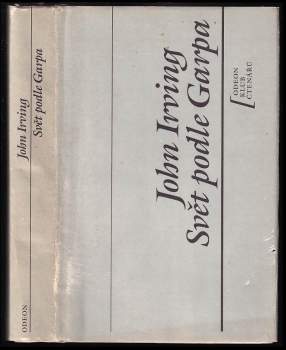 John Irving
Svět podle Garpa
ODEON
John Irving
Svět podle Garpa
ODEON
KLUB
ČTENÁŘŮ